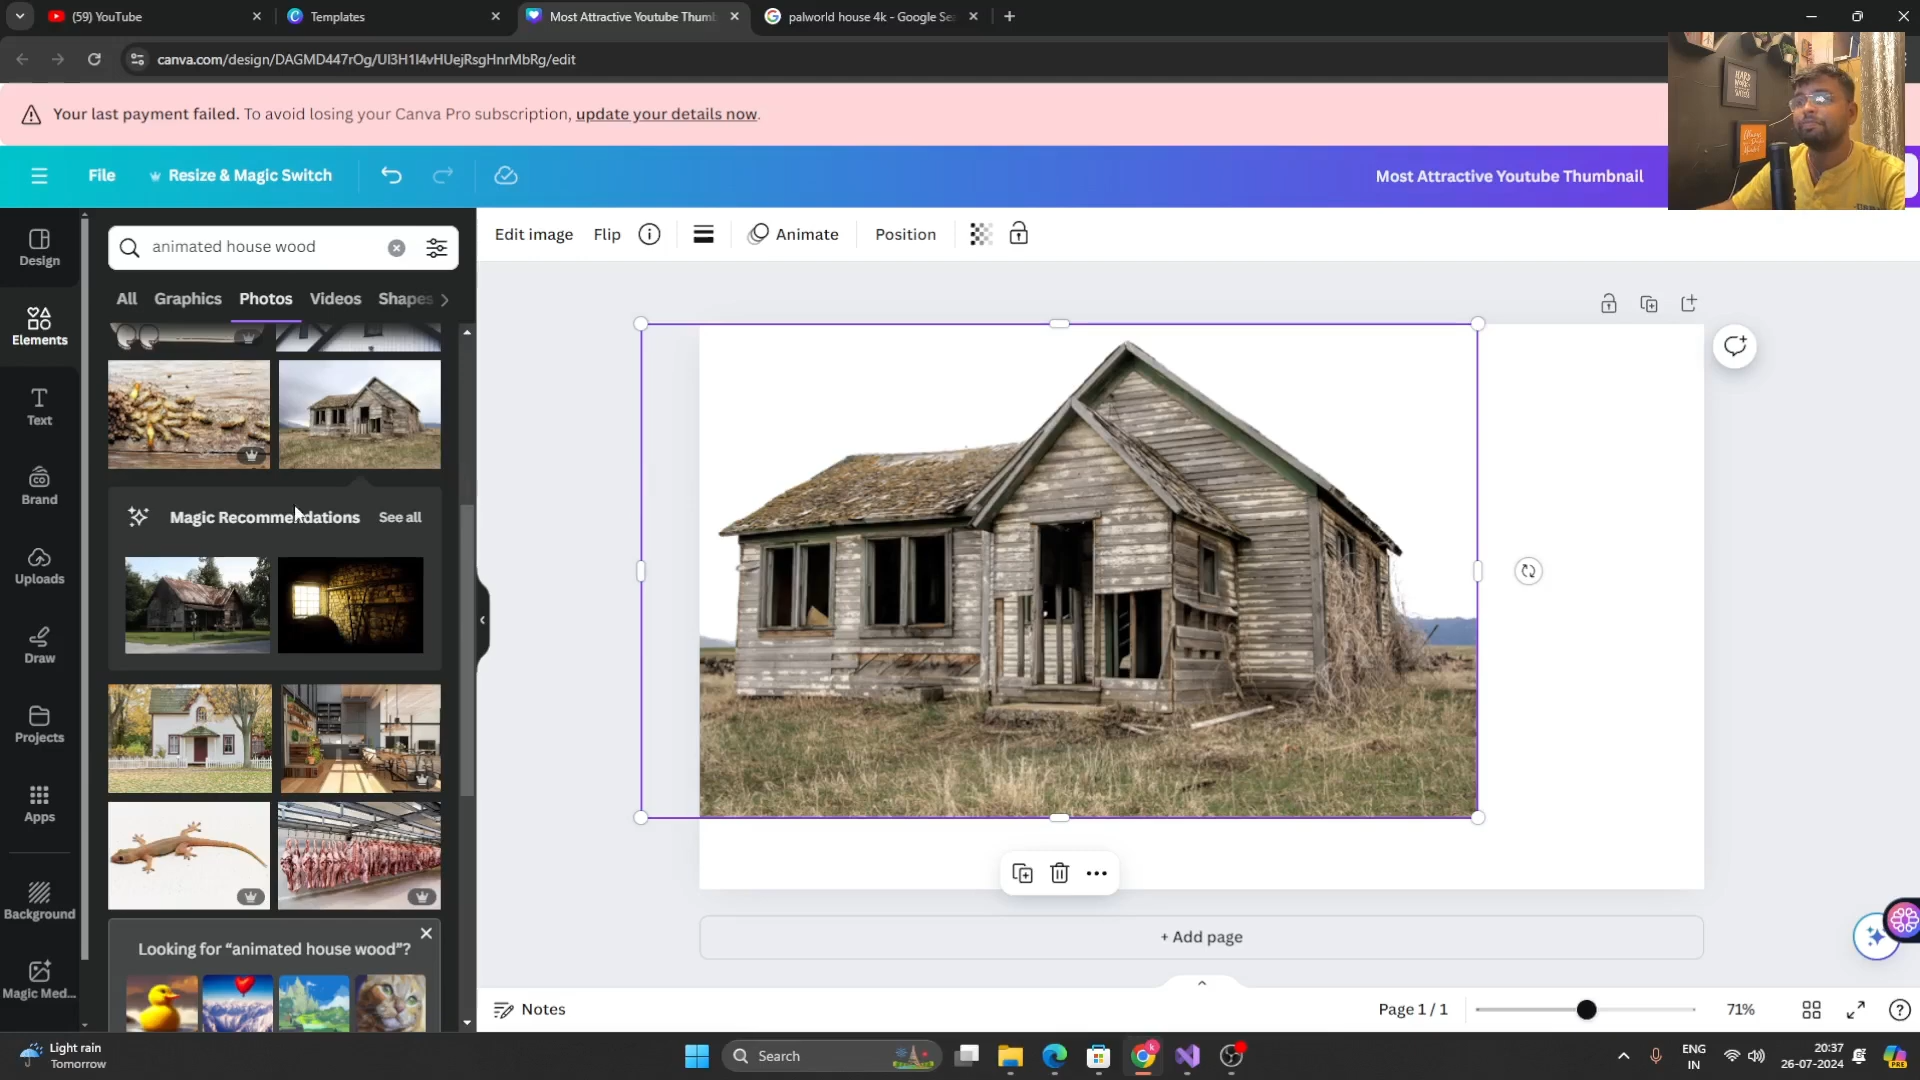 (59) YouTube
Templates
Most Attractive Youtube Thumb
palworld house 4k - Google Se
canva.com/design/DAGMD447rOg/Ul3H1I4vHUejRsgHnrMbRg/edit
Your last payment failed. To avoid losing your Canva Pro subscription, update your details now.
File
Resize & Magic Switch
Most Attractive Youtube Thumbnail
HARD WORK
Design
Elements
Text
Brand
Uploads
Draw
Projects
Apps
Background
Magic Med...
animated house wood
All
Graphics
Photos
Videos
Shapes
Magic Recommendations
See all
Looking for “animated house wood”?
Edit image
Flip
Animate
Position
+ Add page
Notes
Page 1 / 1
71%
Light rain
Tomorrow
Search
ENG
IN
20:37
26-07-2024
PRE